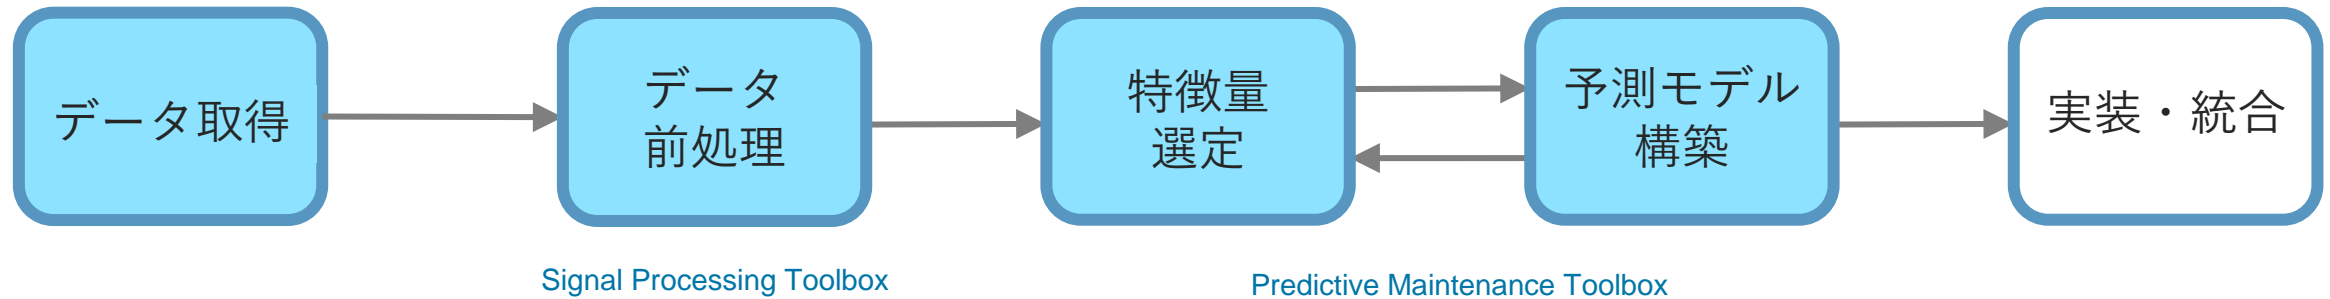 データ取得
データ
前処理
特徴量
選定
予測モデル
構築
実装・統合
Signal Processing Toolbox
Predictive Maintenance Toolbox